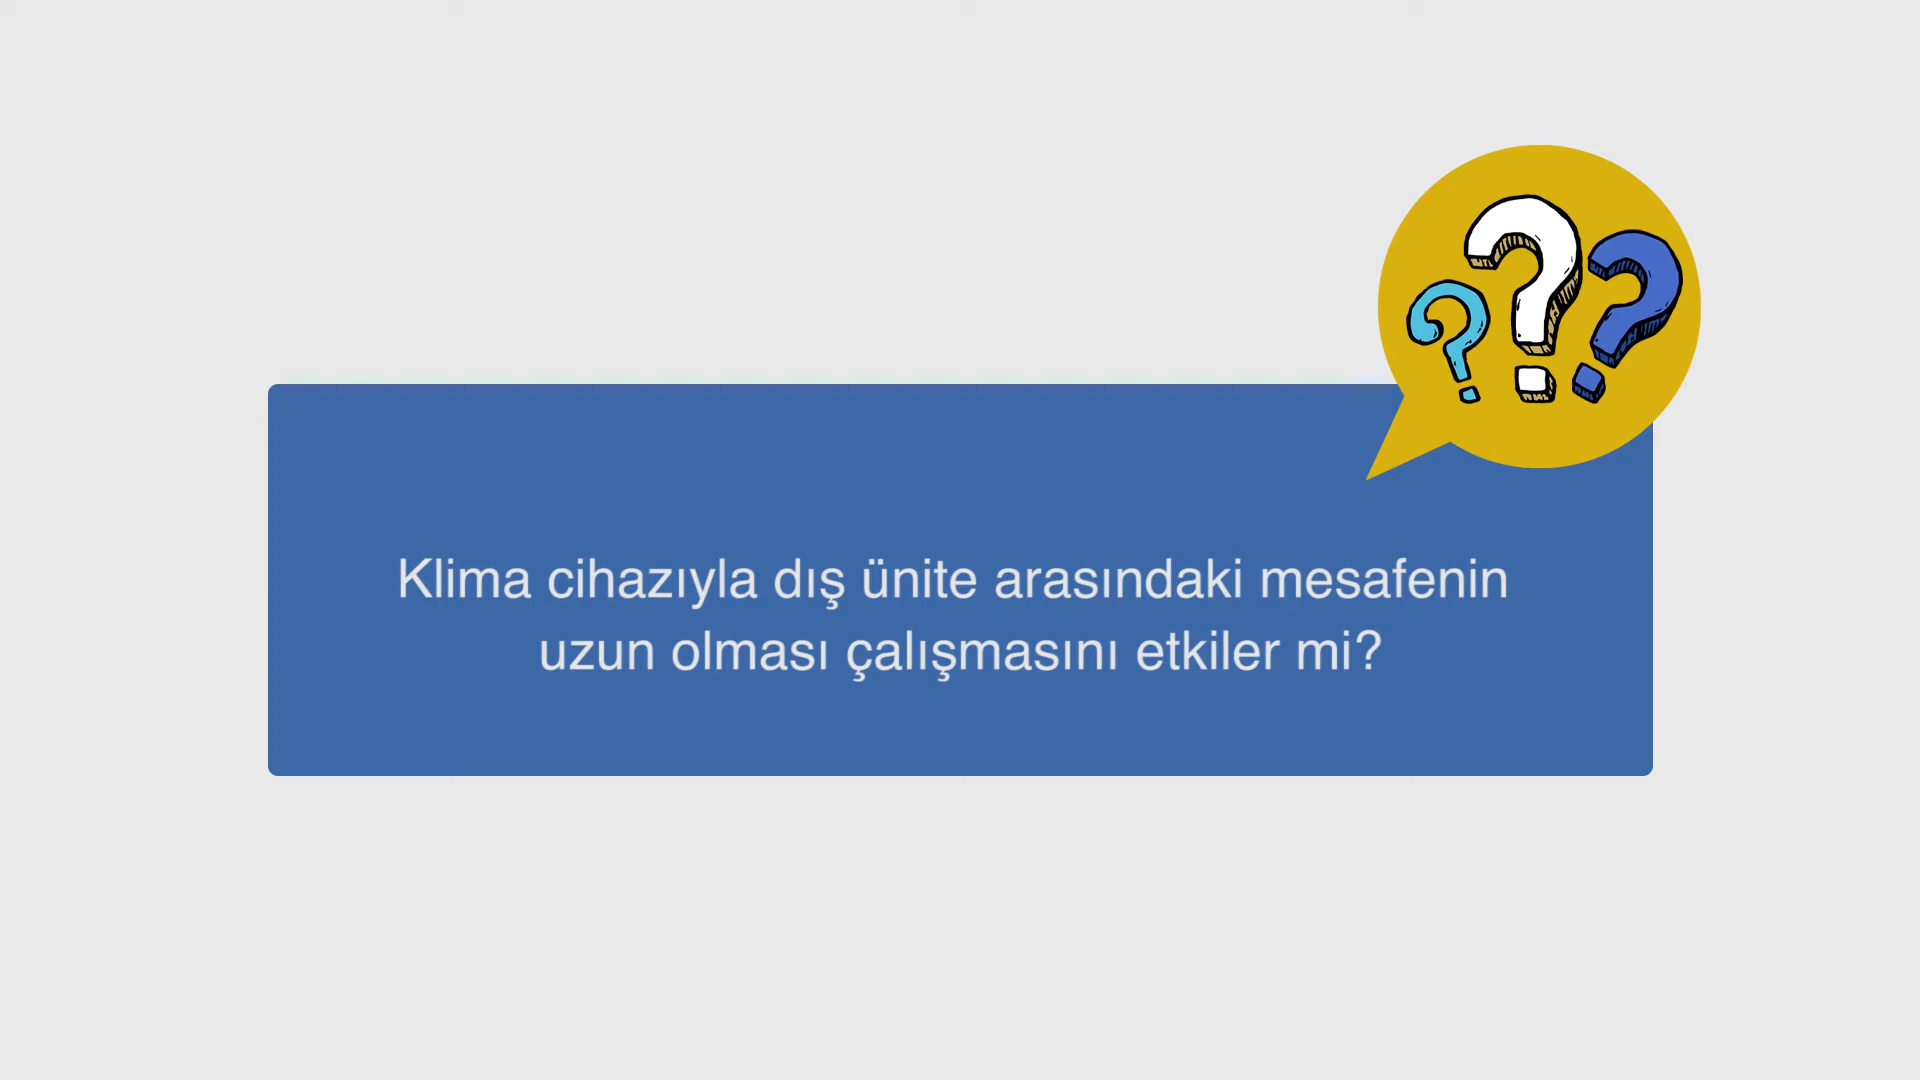 Klima cihazıyla dış ünite arasındaki mesafenin
uzun olması çalışmasını etkiler mi?